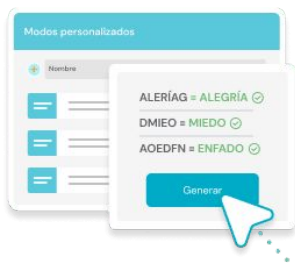 Modos personalizados
Nombre
ALERÍAG = ALEGRÍA
DMIEO = MIEDO
AOEDFN = ENFADO
Generar